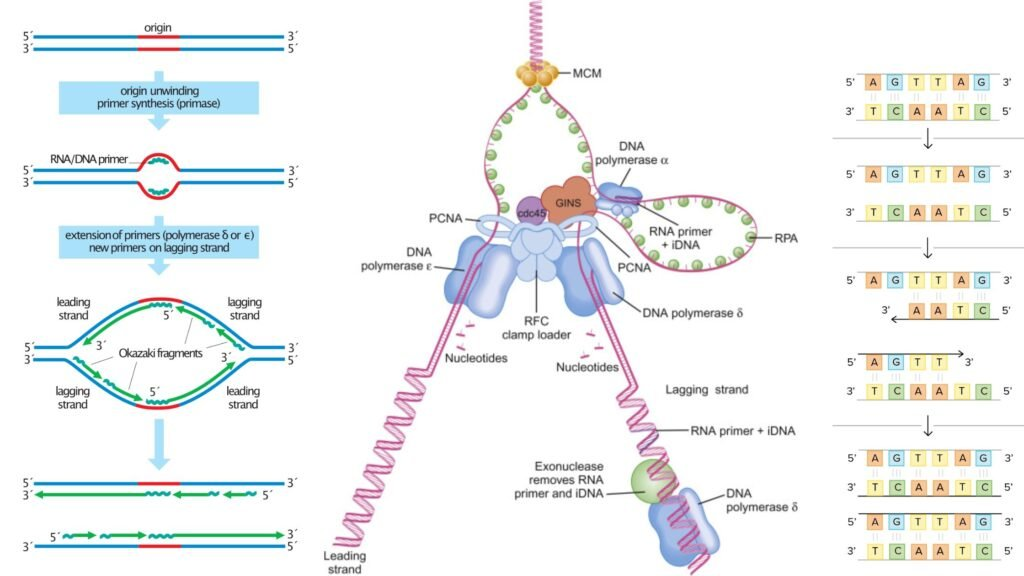 origin
5´ 3´
3´ 5´
origin unwinding
primer synthesis (primase)
RNA/DNA primer
5´ 3´
3´ 5´
extension of primers (polymerase δ or ϵ)
new primers on lagging strand
leading
strand
lagging
strand
5´
3´
5´ 3´
3´ 5´
Okazaki fragments
3´
5´
lagging
strand
leading
strand
5´ 3´
3´ 5´
5´ 3´
3´ 5´
MCM
DNA
polymerase α
cdc45
GINS
PCNA
RNA primer
+ iDNA
RPA
DNA
polymerase ε
PCNA
RFC
clamp loader
DNA polymerase δ
Nucleotides
Nucleotides
Lagging strand
RNA primer + iDNA
Exonuclease
removes RNA
primer and iDNA
DNA
polymerase δ
Leading
strand
5' A G T T A G 3'
3' T C A A T C 5'
5' A G T T A G 3'
3' T C A A T C 5'
5' A G T T A G 3'
3' A A T C 5'
5' A G T T 3'
3' T C A A T C 5'
5' A G T T A G 3'
3' T C A A T C 5'
5' A G T T A G 3'
3' T C A A T C 5'